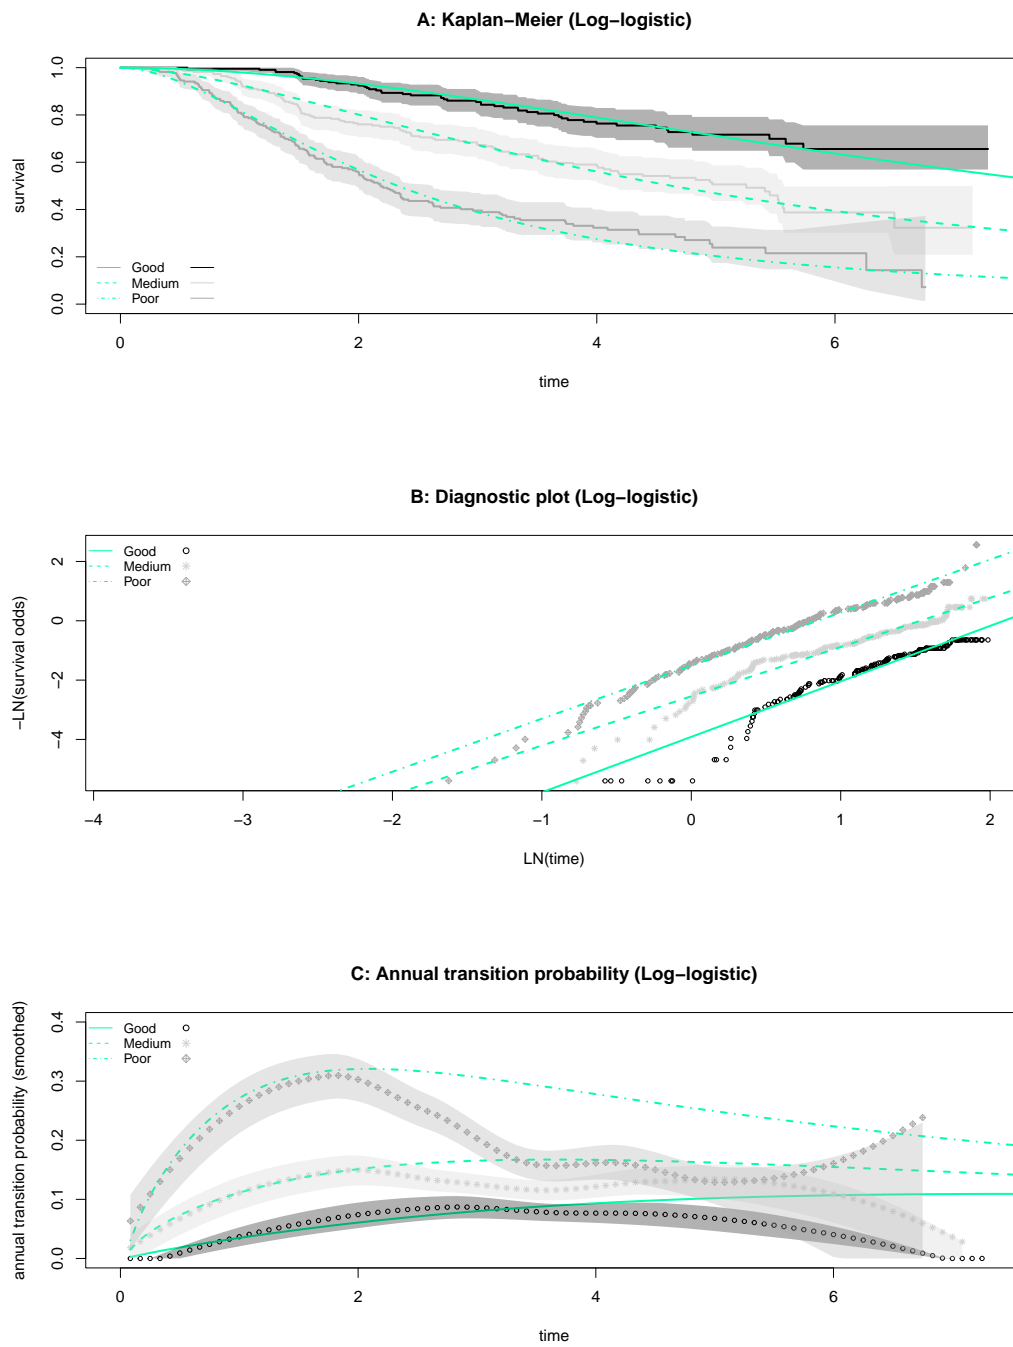 A: Kaplan−Meier (Log−logistic)
survival
1.0
0.8
0.6
0.4
0.2
0.0
Good
Medium
Poor
0 2 4 6
time
B: Diagnostic plot (Log−logistic)
−LN(survival odds)
2
0
−2
−4
Good
Medium
Poor
−4 −3 −2 −1 0 1 2
LN(time)
C: Annual transition probability (Log−logistic)
annual transition probability (smoothed)
0.4
0.3
0.2
0.1
0.0
Good
Medium
Poor
0 2 4 6
time